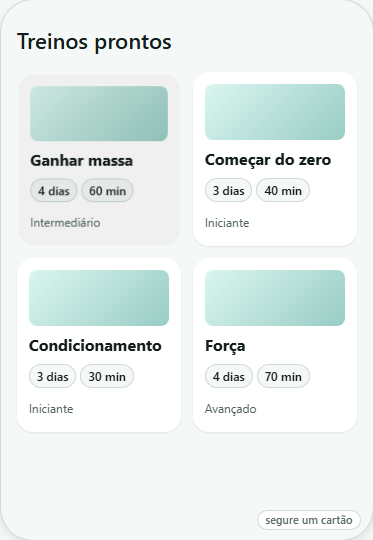 Treinos prontos
Ganhar massa
4 dias 60 min
Intermediário
Começar do zero
3 dias 40 min
Iniciante
Condicionamento
3 dias 30 min
Iniciante
Força
4 dias 70 min
Avançado
segure um cartão